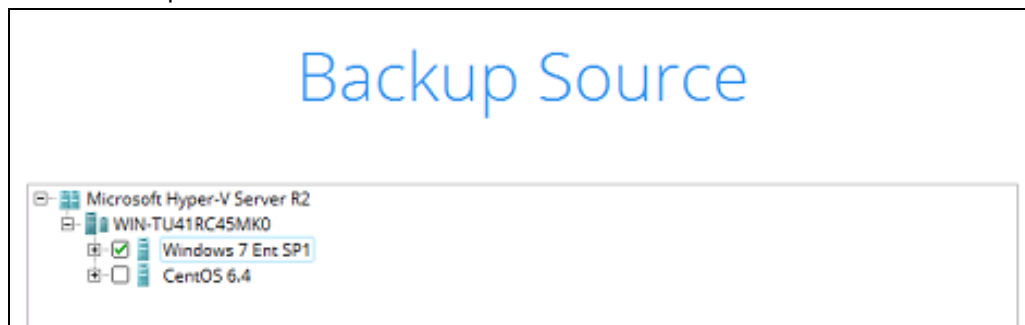 Backup Source
Microsoft Hyper-V Server R2
WIN-TU41RC45MK0
Windows 7 Ent SP1
CentOS 6.4